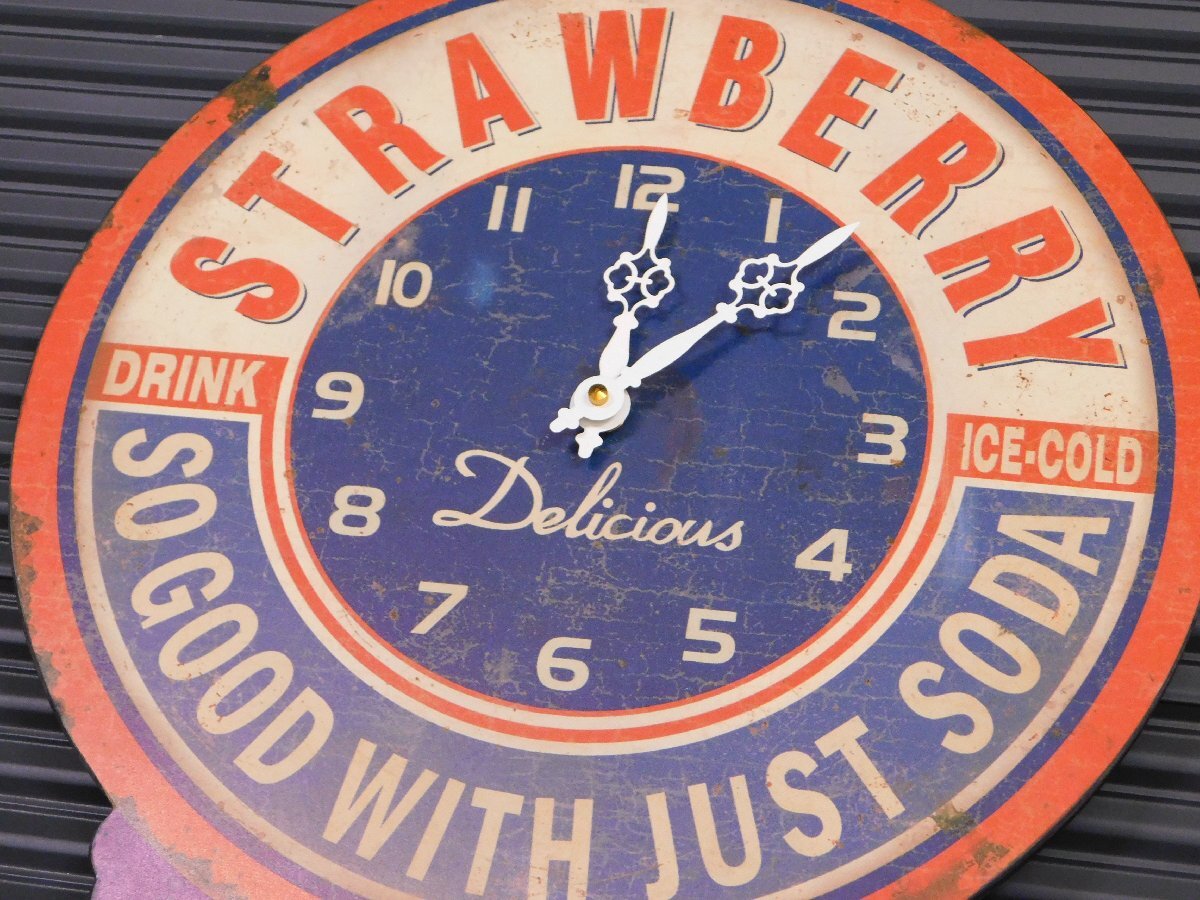 STRAWBERRY
DRINK
ICE-COLD
12
1
2
3
4
5
6
7
8
9
10
11
Delicious
SO GOOD WITH JUST SODA